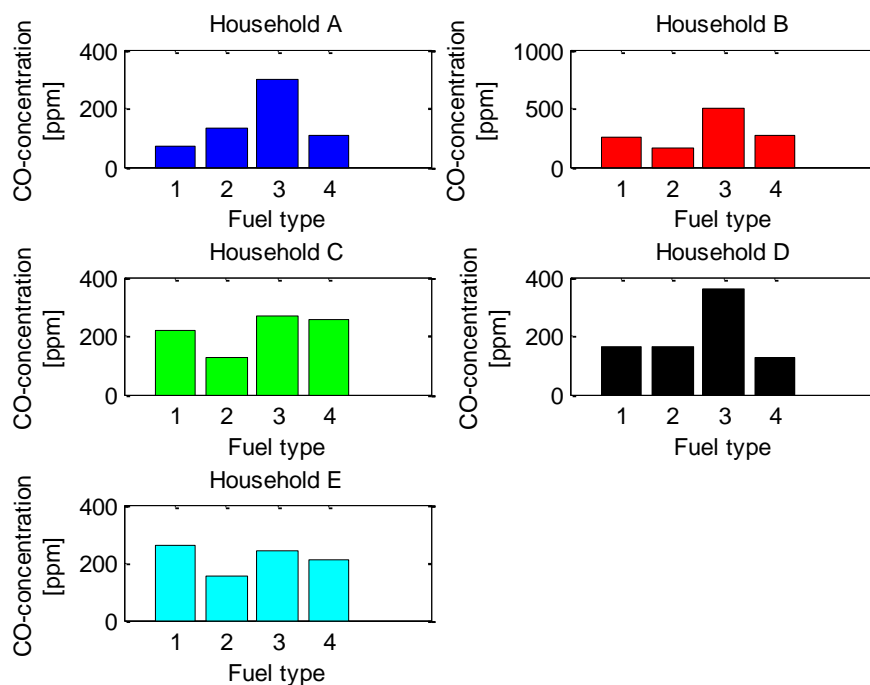 Household A
CO-concentration
[ppm]
400
200
0
1 2 3 4
Fuel type
Household B
CO-concentration
[ppm]
1000
500
0
1 2 3 4
Fuel type
Household C
CO-concentration
[ppm]
400
200
0
1 2 3 4
Fuel type
Household D
CO-concentration
[ppm]
400
200
0
1 2 3 4
Fuel type
Household E
CO-concentration
[ppm]
400
200
0
1 2 3 4
Fuel type